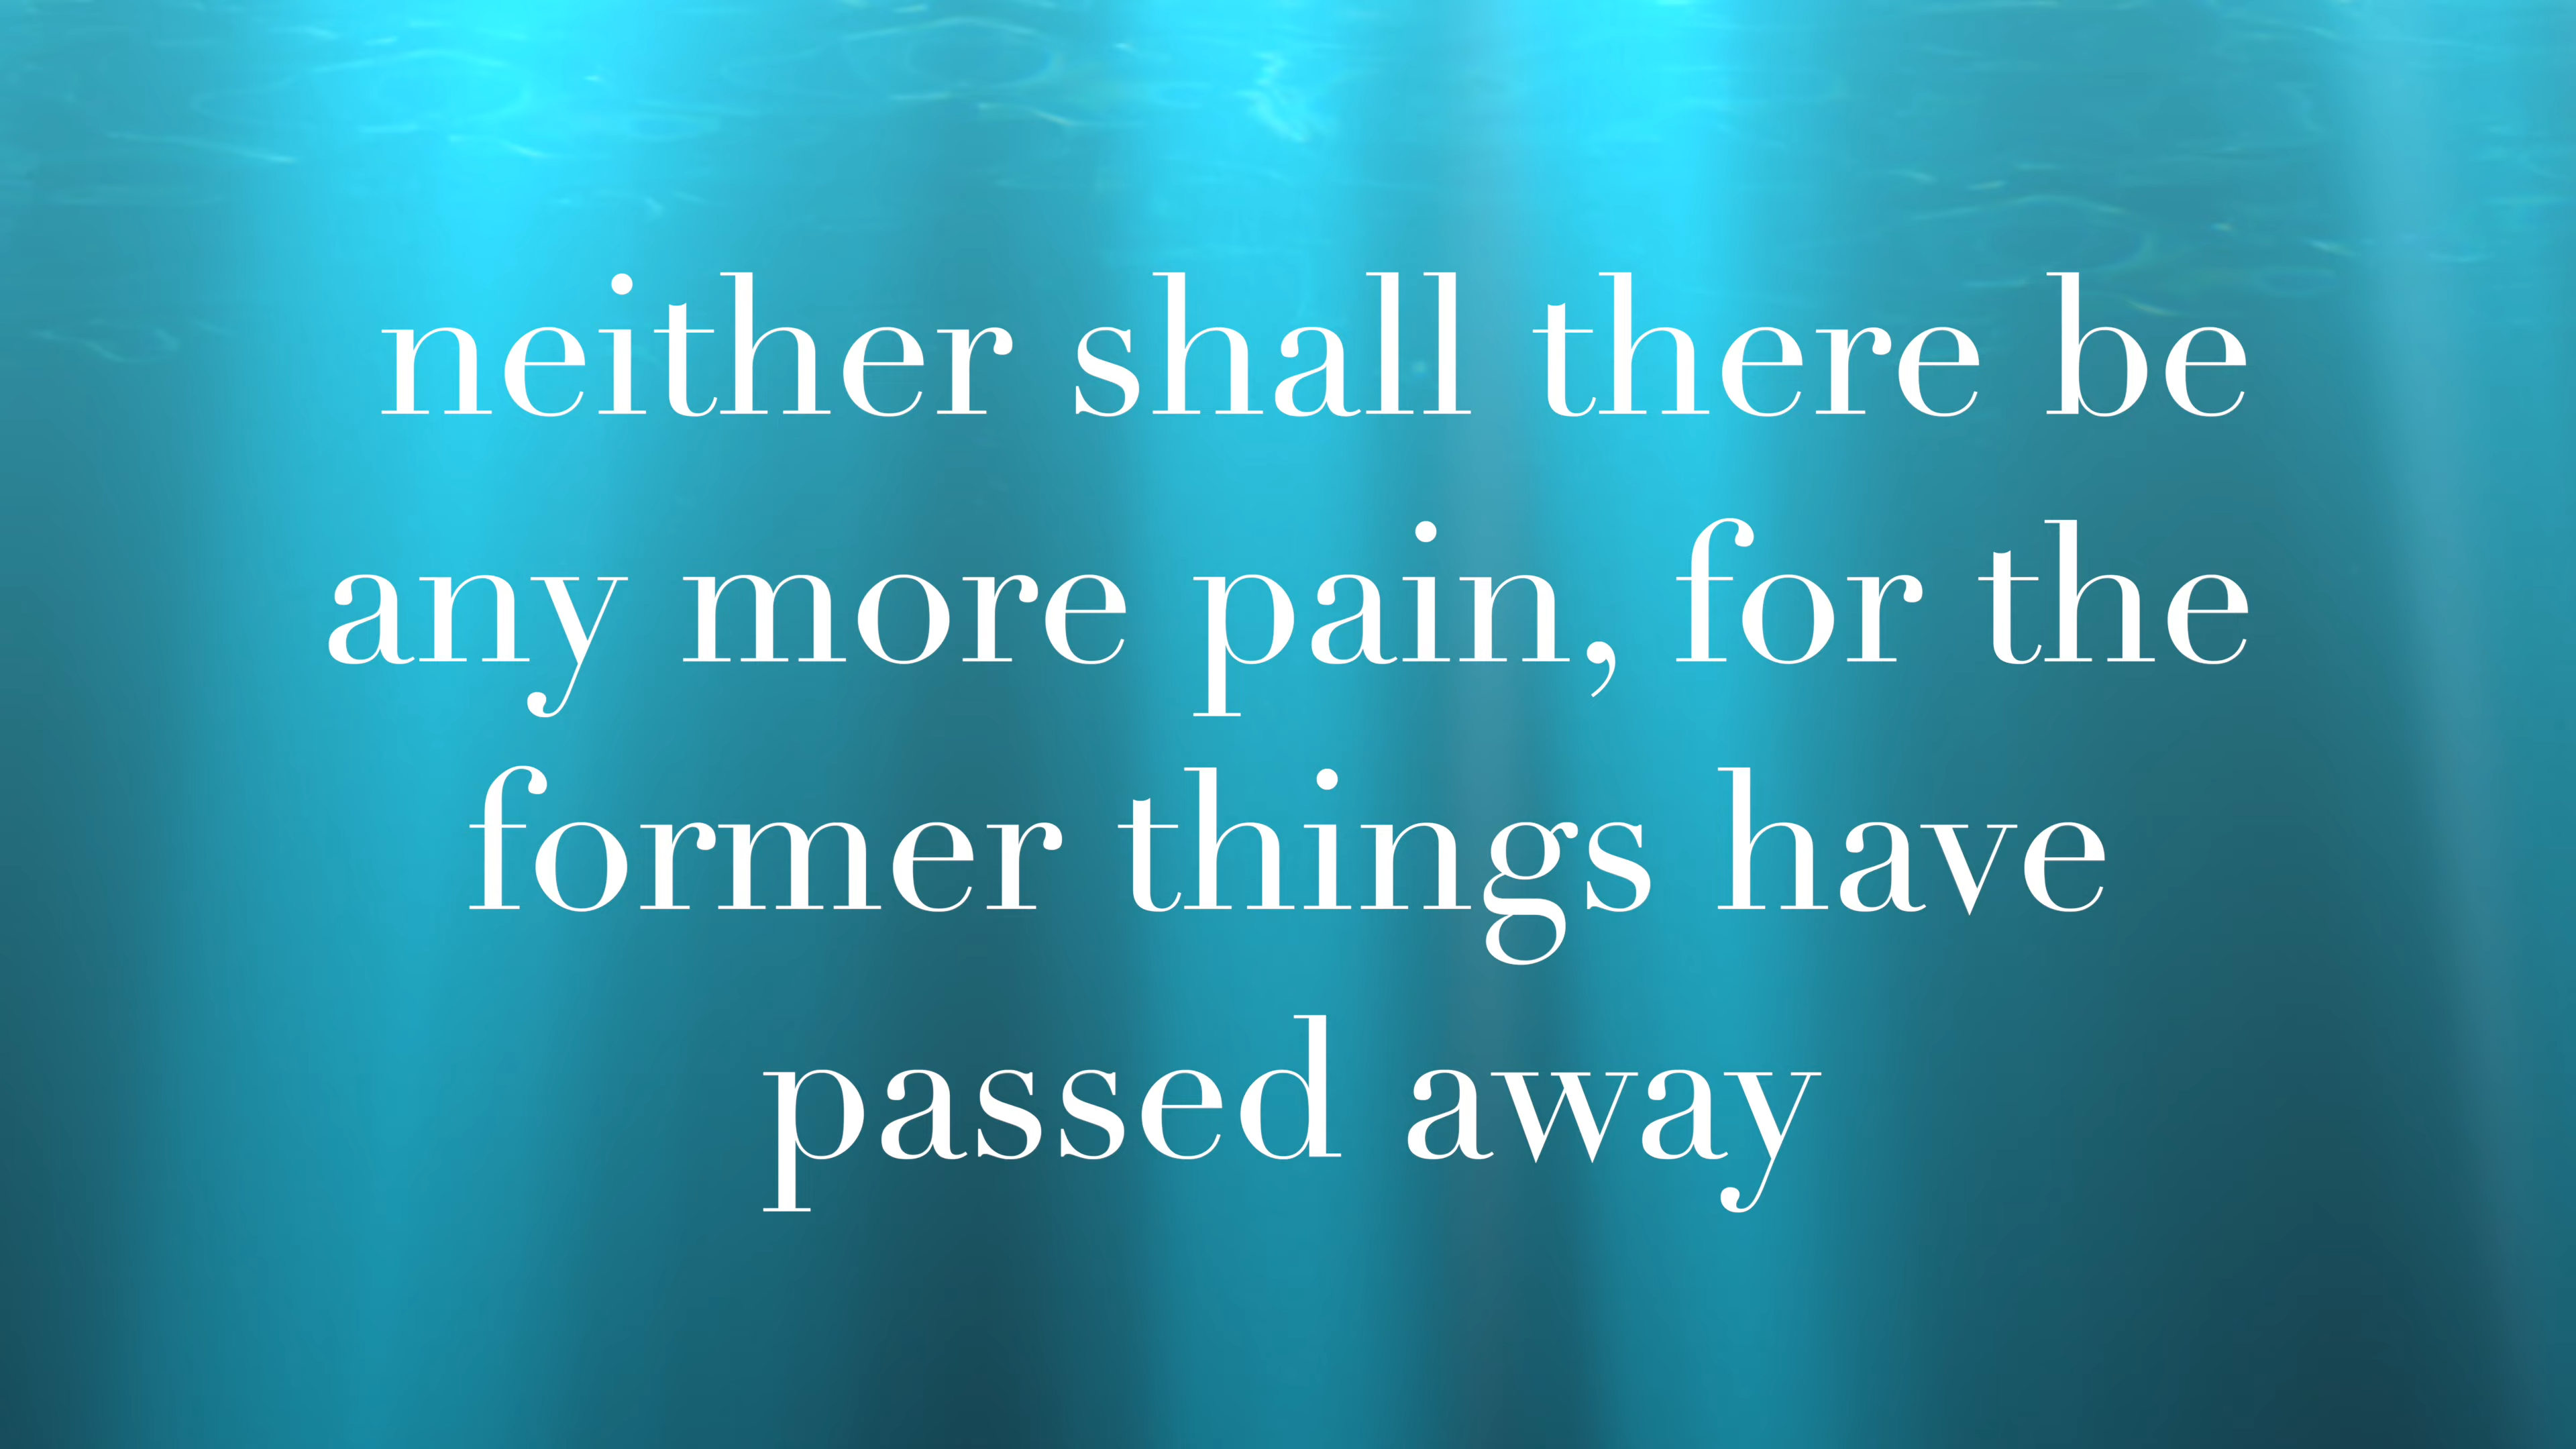 neither shall there be
any more pain, for the
former things have
passed away